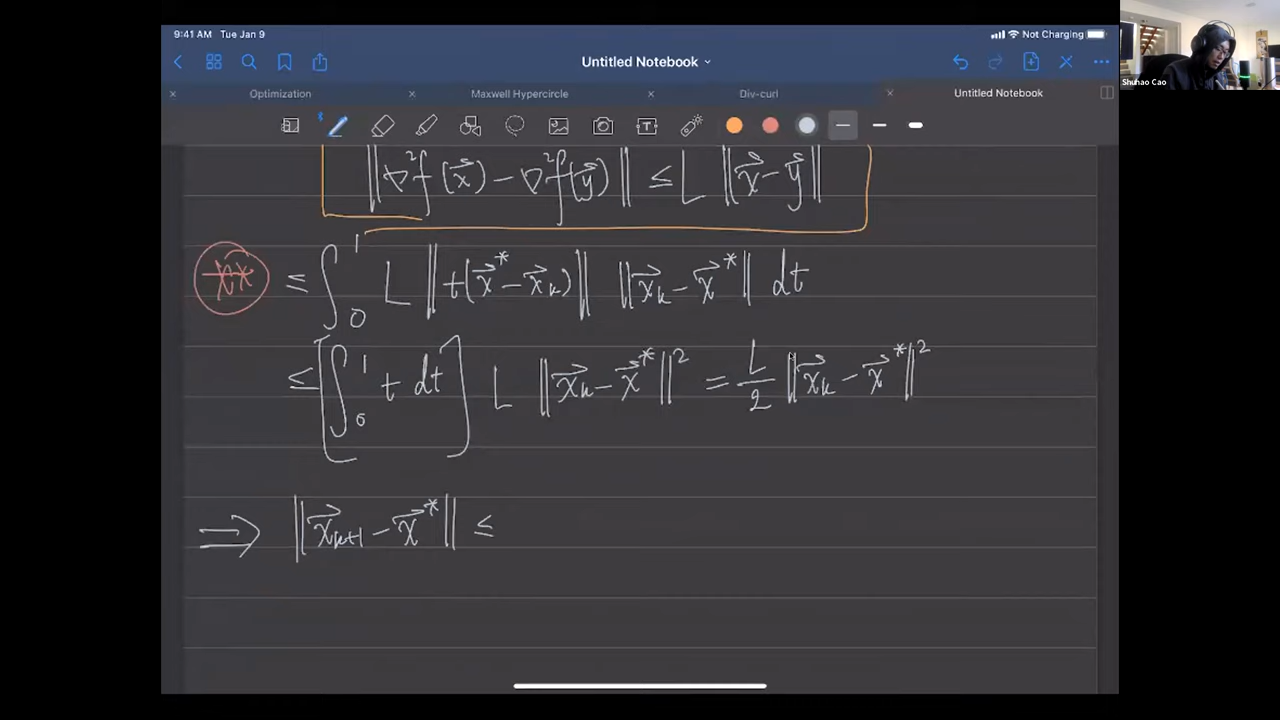 9:41 AM Tue Jan 9
Not Charging
Untitled Notebook
Shuhao Cao
Optimization
Maxwell Hypercircle
Div-curl
Untitled Notebook
‖∇²f(x⃗) − ∇²f(y⃗)‖ ≤ L ‖x⃗ − y⃗‖
** ≤ ∫₀¹ L ‖t(x⃗* − x⃗ₖ)‖ ‖x⃗ₖ − x⃗*‖ dt
≤ [∫₀¹ t dt] L ‖x⃗ₖ − x⃗*‖² = L/2 ‖x⃗ₖ − x⃗*‖²
⇒ ‖x⃗ₖ₊₁ − x⃗*‖ ≤